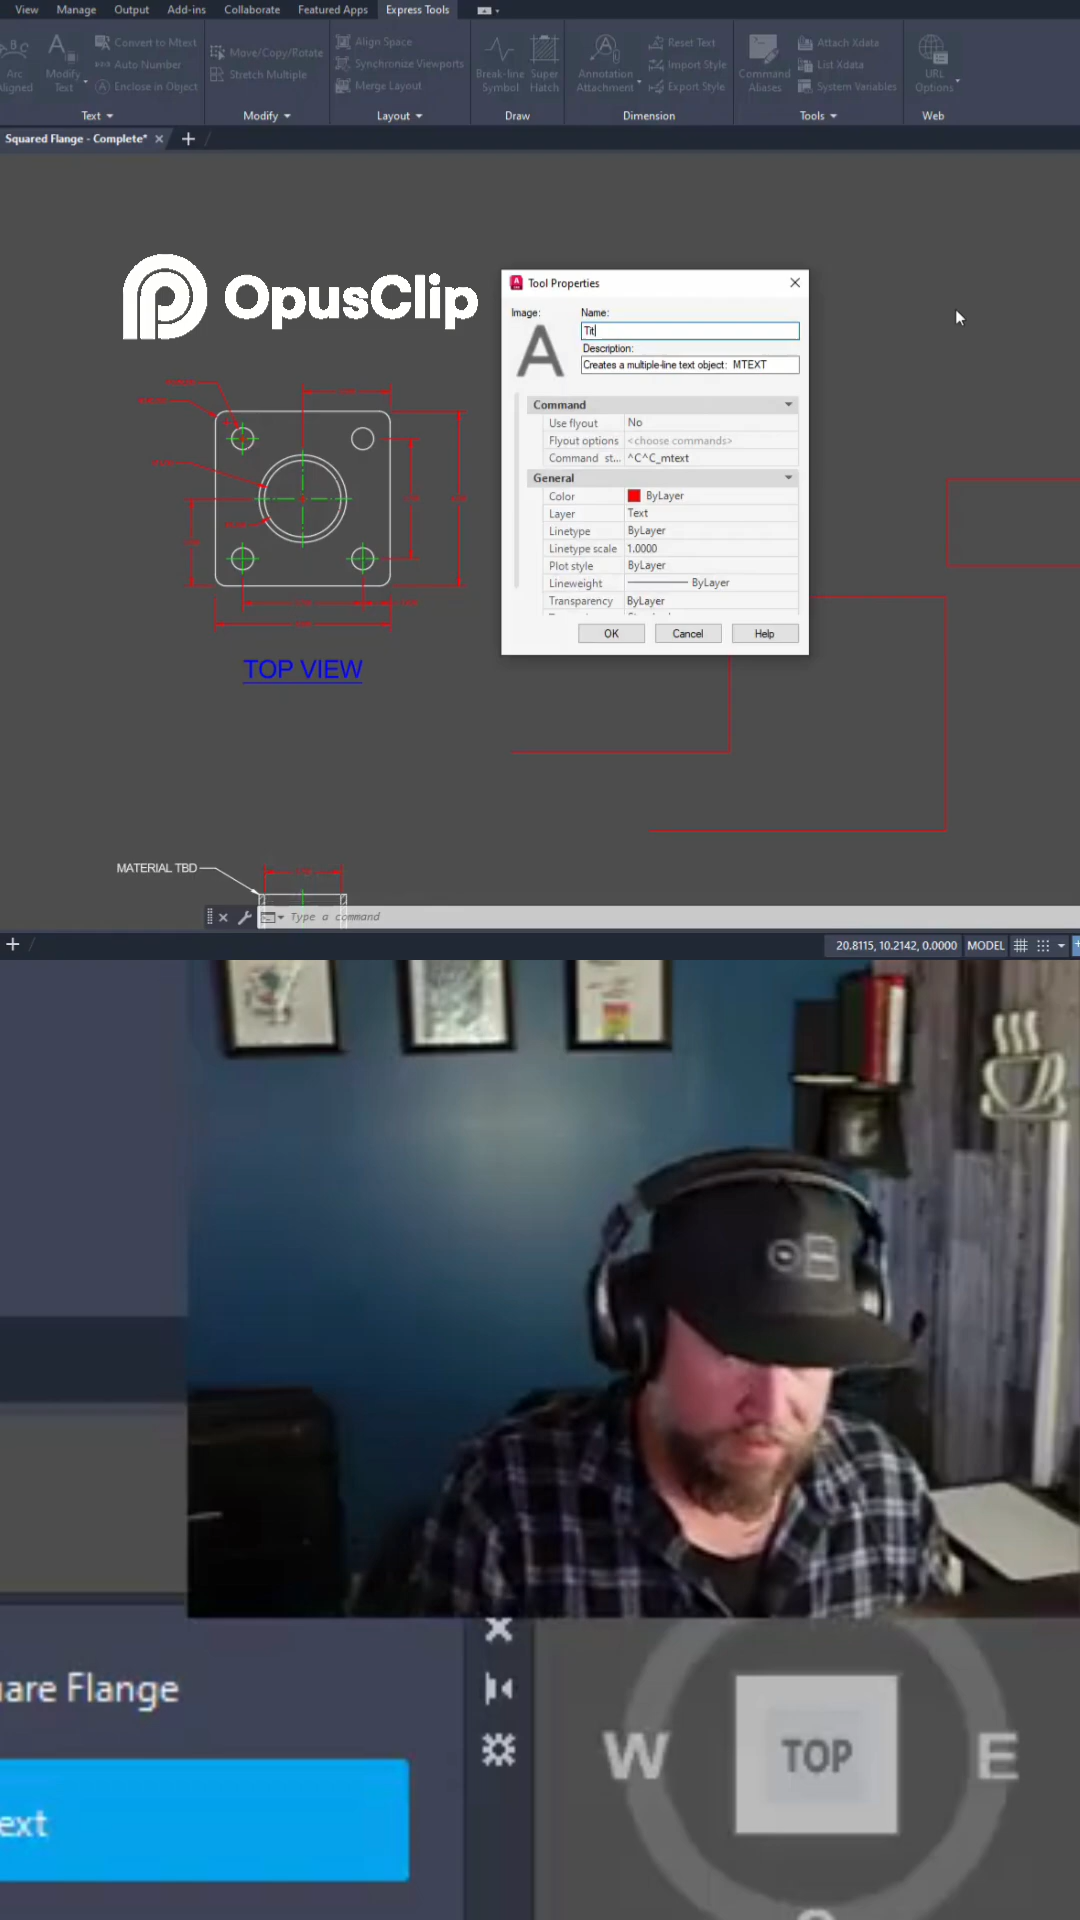 View Manage Output Add-ins Collaborate Featured Apps Express Tools
Arc
Aligned
Modify
Text
Convert to Mtext
Auto Number
Enclose in Object
Move/Copy/Rotate
Stretch Multiple
Align Space
Synchronize Viewports
Merge Layout
Break-line
Symbol
Super
Hatch
Annotation
Attachment
Reset Text
Import Style
Export Style
Command
Aliases
Attach Xdata
List Xdata
System Variables
URL
Options
Text Modify Layout Draw Dimension Tools Web
Squared Flange - Complete*
OpusClip
Tool Properties
Image:
A
Name:
Tit
Description:
Creates a multiple-line text object: MTEXT
Command
Use flyout No
Flyout options <choose commands>
Command st... ^C^C_mtext
General
Color ByLayer
Layer Text
Linetype ByLayer
Linetype scale 1.0000
Plot style ByLayer
Lineweight ByLayer
Transparency ByLayer
OK Cancel Help
TOP VIEW
MATERIAL TBD
Type a command
20.8115, 10.2142, 0.0000 MODEL
uare Flange
ext
W TOP E